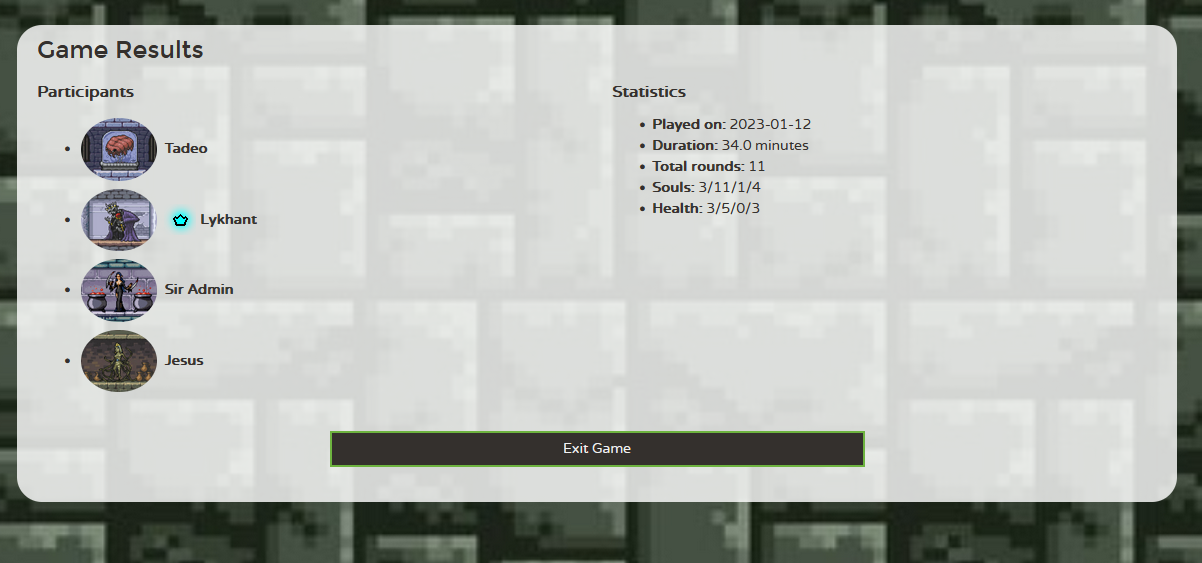 Game Results
Participants
Tadeo
Lykhant
Sir Admin
Jesus
Statistics
Played on: 2023-01-12
Duration: 34.0 minutes
Total rounds: 11
Souls: 3/11/1/4
Health: 3/5/0/3
Exit Game